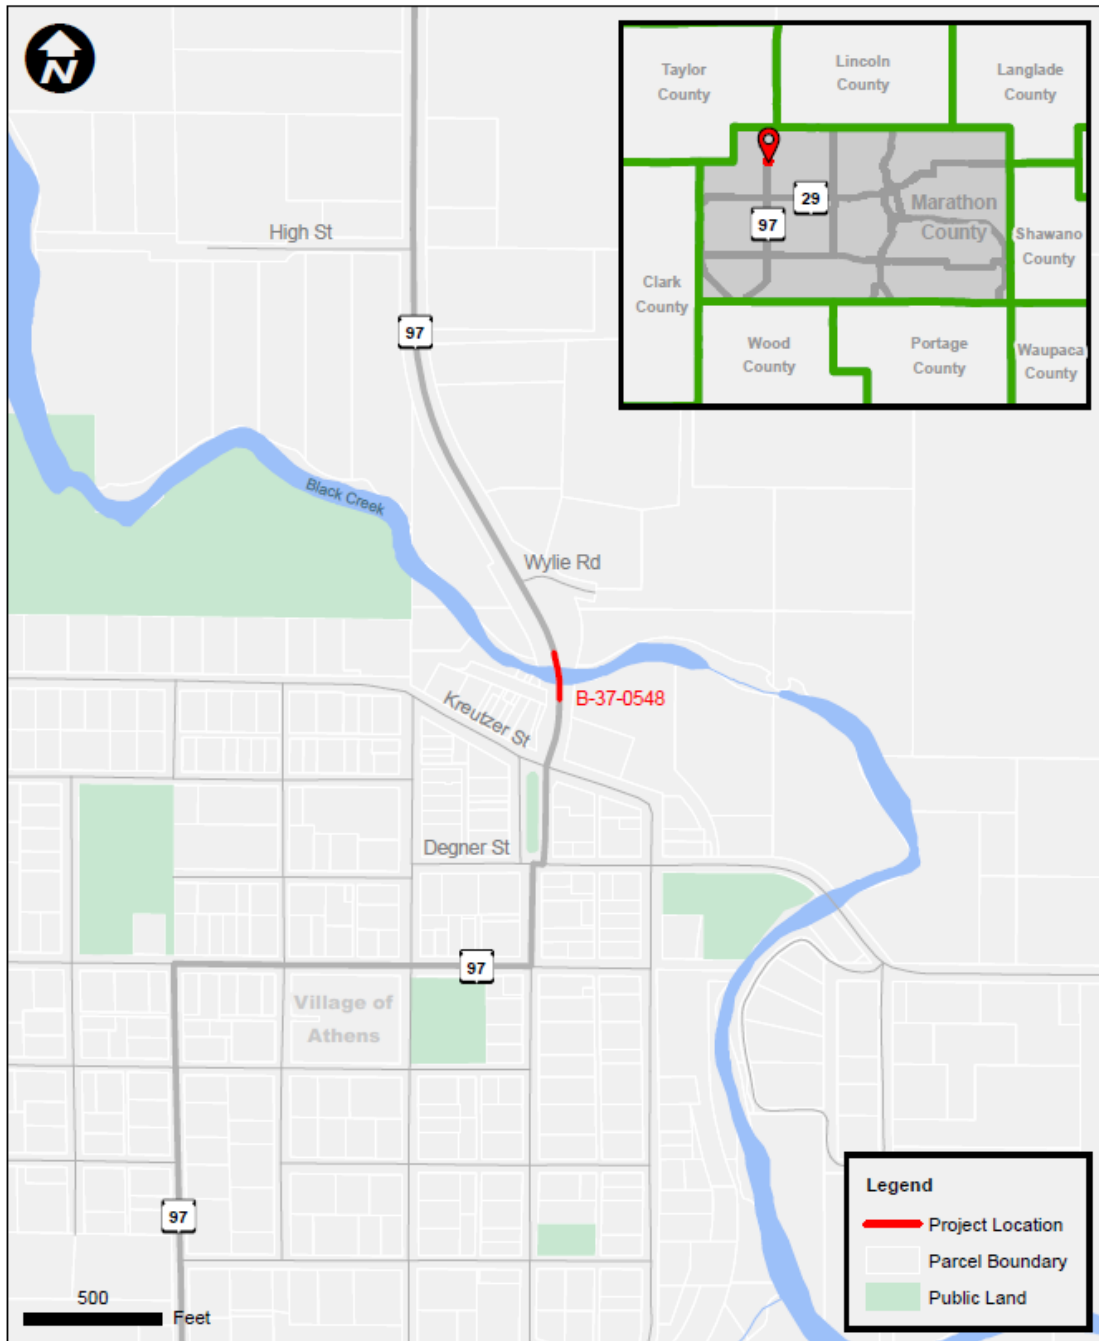 N
Taylor
County
Lincoln
County
Langlade
County
29
97
Marathon
County
Shawano
County
Clark
County
Wood
County
Portage
County
Waupaca
County
High St
97
Black Creek
Wylie Rd
B-37-0548
Kreutzer St
Degner St
97
Village of
Athens
97
500
Feet
Legend
Project Location
Parcel Boundary
Public Land